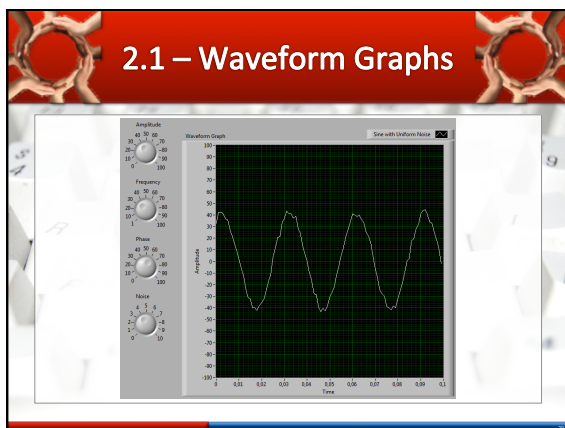 2.1 – Waveform Graphs
Amplitude
40 50 60
30 70
20 80
10 90
0 100
Frequency
40 50 60
30 70
20 80
10 90
1 100
Phase
40 50 60
30 70
20 80
10 90
0 100
Noise
4 5 6
3 7
2 8
1 9
0 10
Waveform Graph
Sine with Uniform Noise
100
90
80
70
60
50
40
30
20
10
0
-10
-20
-30
-40
-50
-60
-70
-80
-90
-100
Amplitude
0 0,01 0,02 0,03 0,04 0,05 0,06 0,07 0,08 0,09 0,1
Time